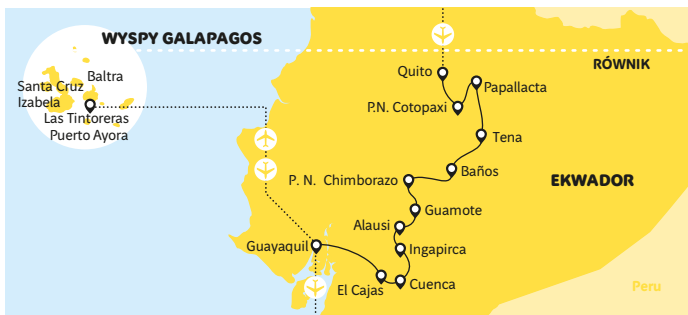 WYSPY GALAPAGOS
RÓWNIK
Baltra
Santa Cruz
Izabela
Las Tintoreras
Puerto Ayora
Quito
Papallacta
P.N. Cotopaxi
Tena
Baños
P. N. Chimborazo
EKWADOR
Guamote
Alausi
Guayaquil
Ingapirca
El Cajas
Cuenca
Peru